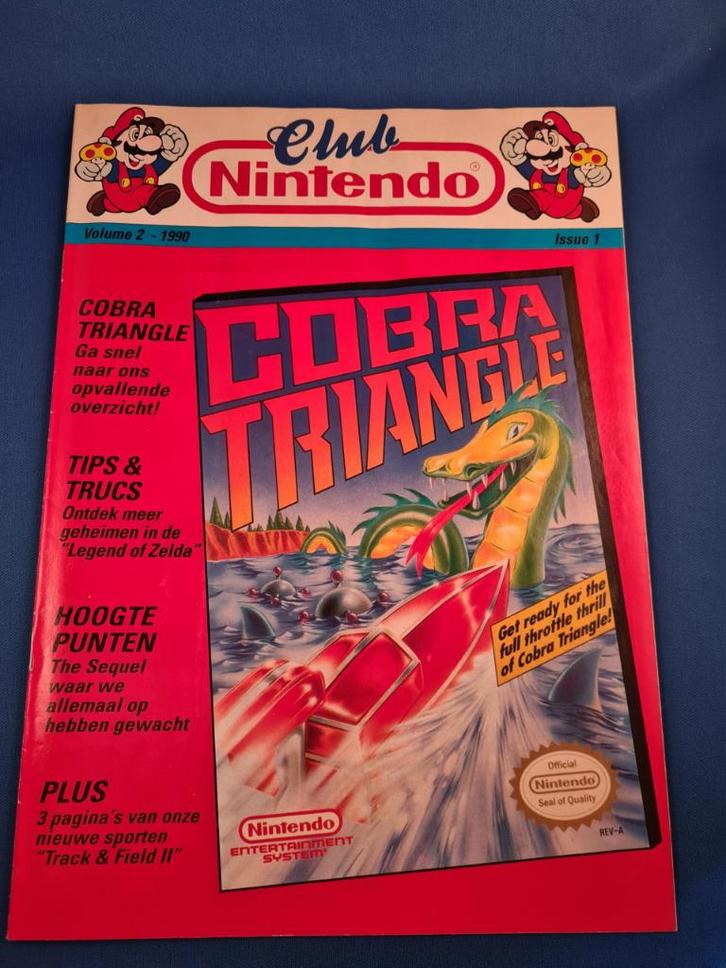 Club
Nintendo®
Volume 2 - 1990
Issue 1
COBRA
TRIANGLE
Ga snel
naar ons
opvallende
overzicht!
TIPS &
TRUCS
Ontdek meer
geheimen in de
"Legend of Zelda"
HOOGTE
PUNTEN
The Sequel
waar we
allemaal op
hebben gewacht
PLUS
3 pagina's van onze
nieuwe sporten
"Track & Field II"
COBRA
TRIANGLE
Get ready for the
full throttle thrill
of Cobra Triangle!
Official
Nintendo
Seal of Quality
REV-A
Nintendo
ENTERTAINMENT
SYSTEM®